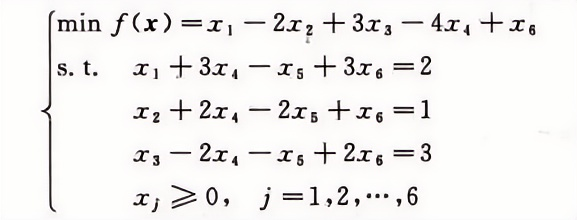 min f(x) = x₁ − 2x₂ + 3x₃ − 4x₄ + x₆
s. t. x₁ + 3x₄ − x₅ + 3x₆ = 2
x₂ + 2x₄ − 2x₅ + x₆ = 1
x₃ − 2x₄ − x₅ + 2x₆ = 3
xⱼ ⩾ 0, j = 1,2,⋯,6